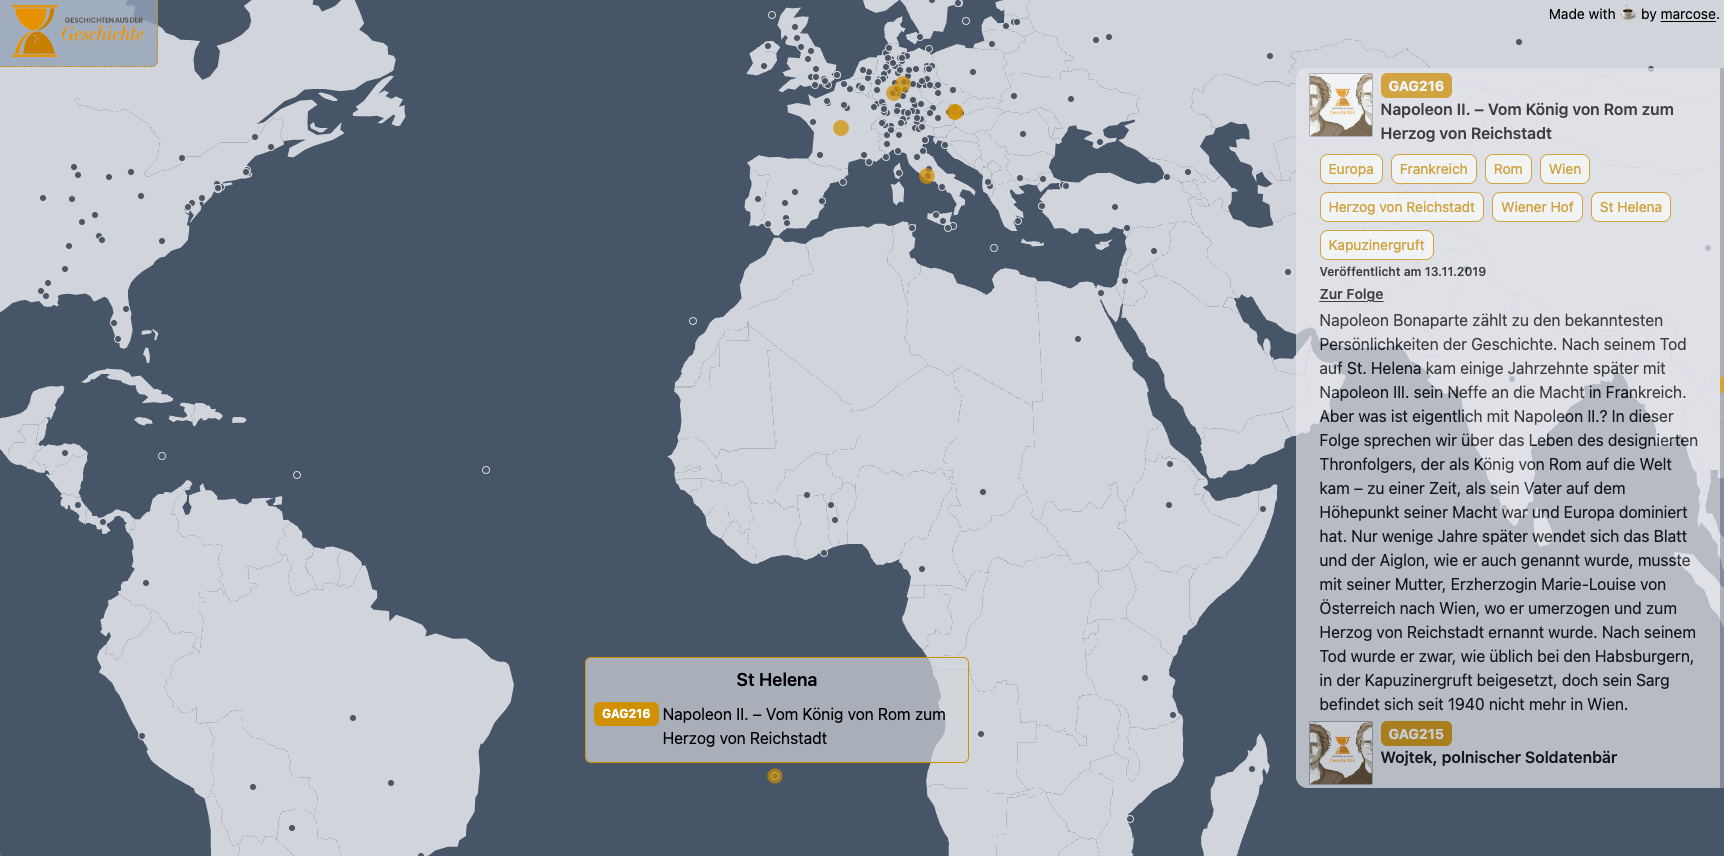 GESCHICHTEN AUS DER
Geschichte
Made with ☕ by marcose.
GAG216
Napoleon II. – Vom König von Rom zum
Herzog von Reichstadt
Europa
Frankreich
Rom
Wien
Herzog von Reichstadt
Wiener Hof
St Helena
Kapuzinergruft
Veröffentlicht am 13.11.2019
Zur Folge
Napoleon Bonaparte zählt zu den bekanntesten
Persönlichkeiten der Geschichte. Nach seinem Tod
auf St. Helena kam einige Jahrzehnte später mit
Napoleon III. sein Neffe an die Macht in Frankreich.
Aber was ist eigentlich mit Napoleon II.? In dieser
Folge sprechen wir über das Leben des designierten
Thronfolgers, der als König von Rom auf die Welt
kam – zu einer Zeit, als sein Vater auf dem
Höhepunkt seiner Macht war und Europa dominiert
hat. Nur wenige Jahre später wendet sich das Blatt
und der Aiglon, wie er auch genannt wurde, musste
mit seiner Mutter, Erzherzogin Marie-Louise von
Österreich nach Wien, wo er umerzogen und zum
Herzog von Reichstadt ernannt wurde. Nach seinem
Tod wurde er zwar, wie üblich bei den Habsburgern,
in der Kapuzinergruft beigesetzt, doch sein Sarg
befindet sich seit 1940 nicht mehr in Wien.
GAG215
Wojtek, polnischer Soldatenbär
St Helena
GAG216 Napoleon II. – Vom König von Rom zum
Herzog von Reichstadt